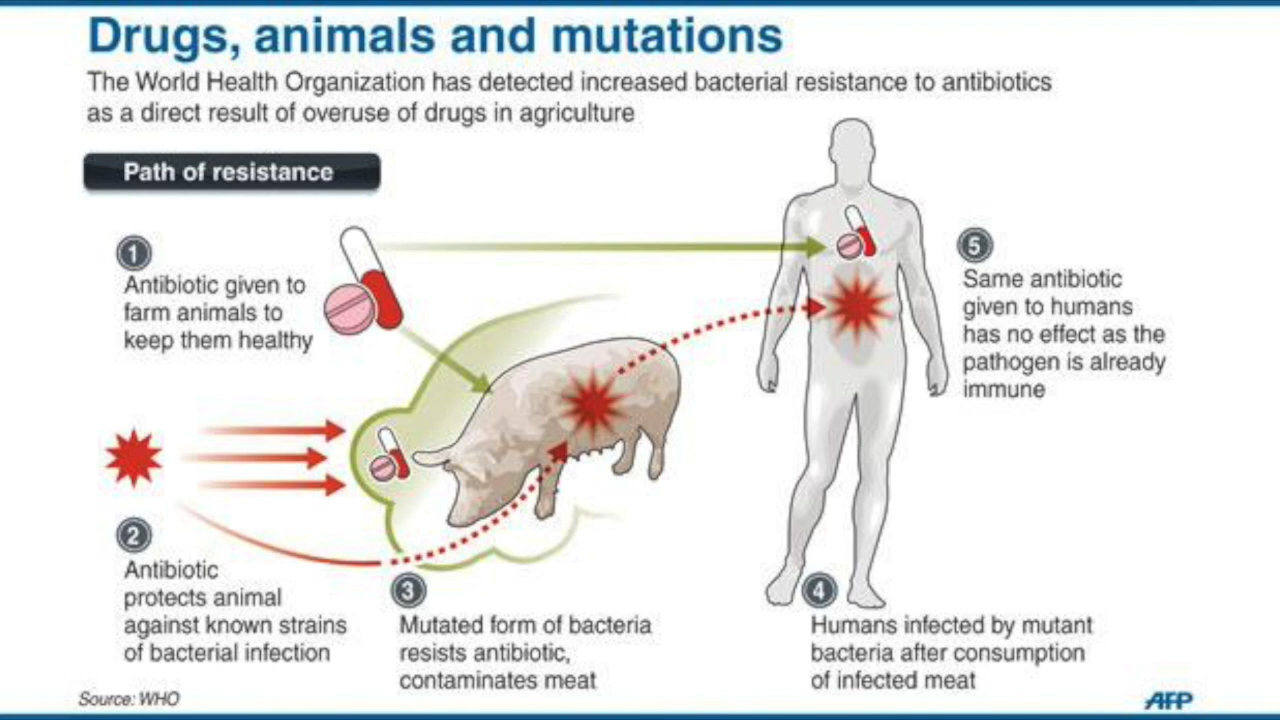 Drugs, animals and mutations
The World Health Organization has detected increased bacterial resistance to antibiotics
as a direct result of overuse of drugs in agriculture
Path of resistance
1
Antibiotic given to
farm animals to
keep them healthy
2
Antibiotic
protects animal
against known strains
of bacterial infection
3
Mutated form of bacteria
resists antibiotic,
contaminates meat
4
Humans infected by mutant
bacteria after consumption
of infected meat
5
Same antibiotic
given to humans
has no effect as the
pathogen is already
immune
Source: WHO
AFP